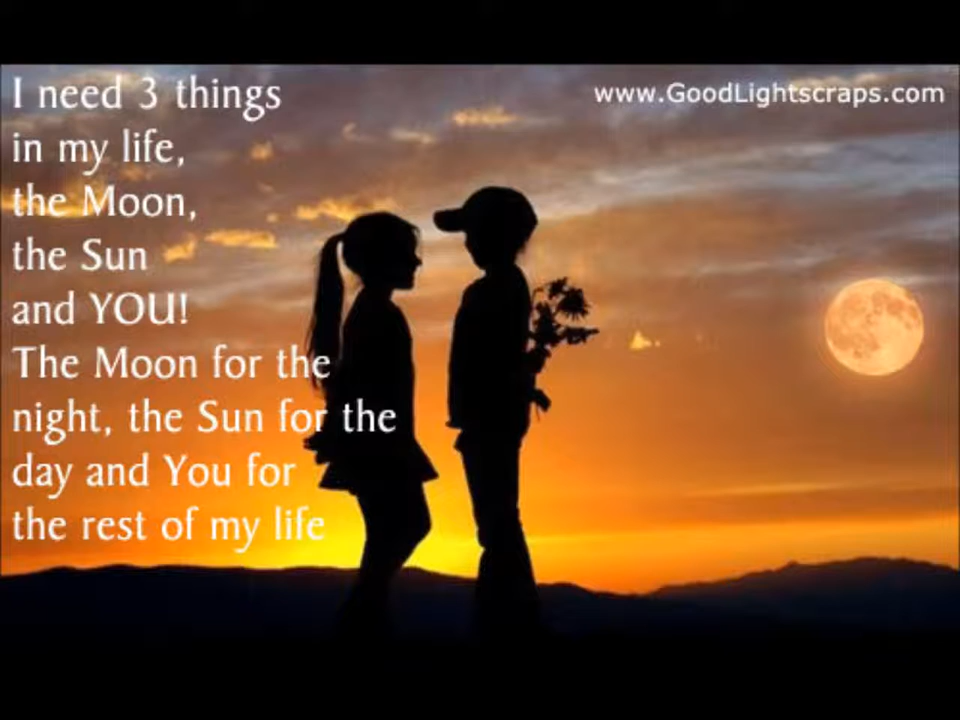 I need 3 things
in my life,
the Moon,
the Sun
and YOU!
The Moon for the
night, the Sun for the
day and You for
the rest of my life
www.GoodLightscraps.com